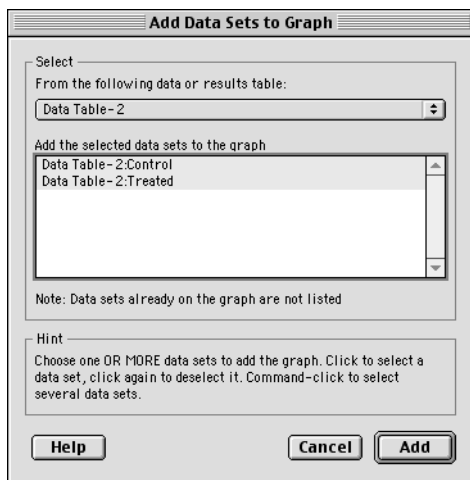 Add Data Sets to Graph
Select
From the following data or results table:
Data Table-2
Add the selected data sets to the graph
Data Table-2:Control
Data Table-2:Treated
Note: Data sets already on the graph are not listed
Hint
Choose one OR MORE data sets to add the graph. Click to select a
data set, click again to deselect it. Command-click to select
several data sets.
Help
Cancel
Add